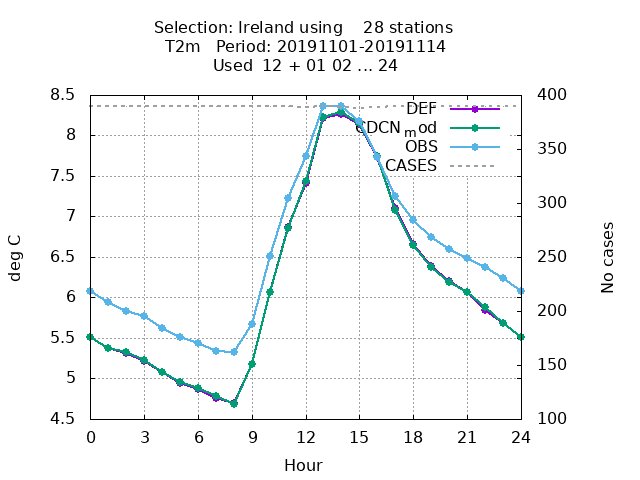 Selection: Ireland using 28 stations
T2m Period: 20191101-20191114
Used 12 + 01 02 ... 24
8.5 400
DEF
CDCN mod
8
OBS
350
CASES
7.5
7 300
6.5 250
deg C No cases
6 200
5.5
150
5
4.5 100
0 3 6 9 12 15 18 21 24
Hour